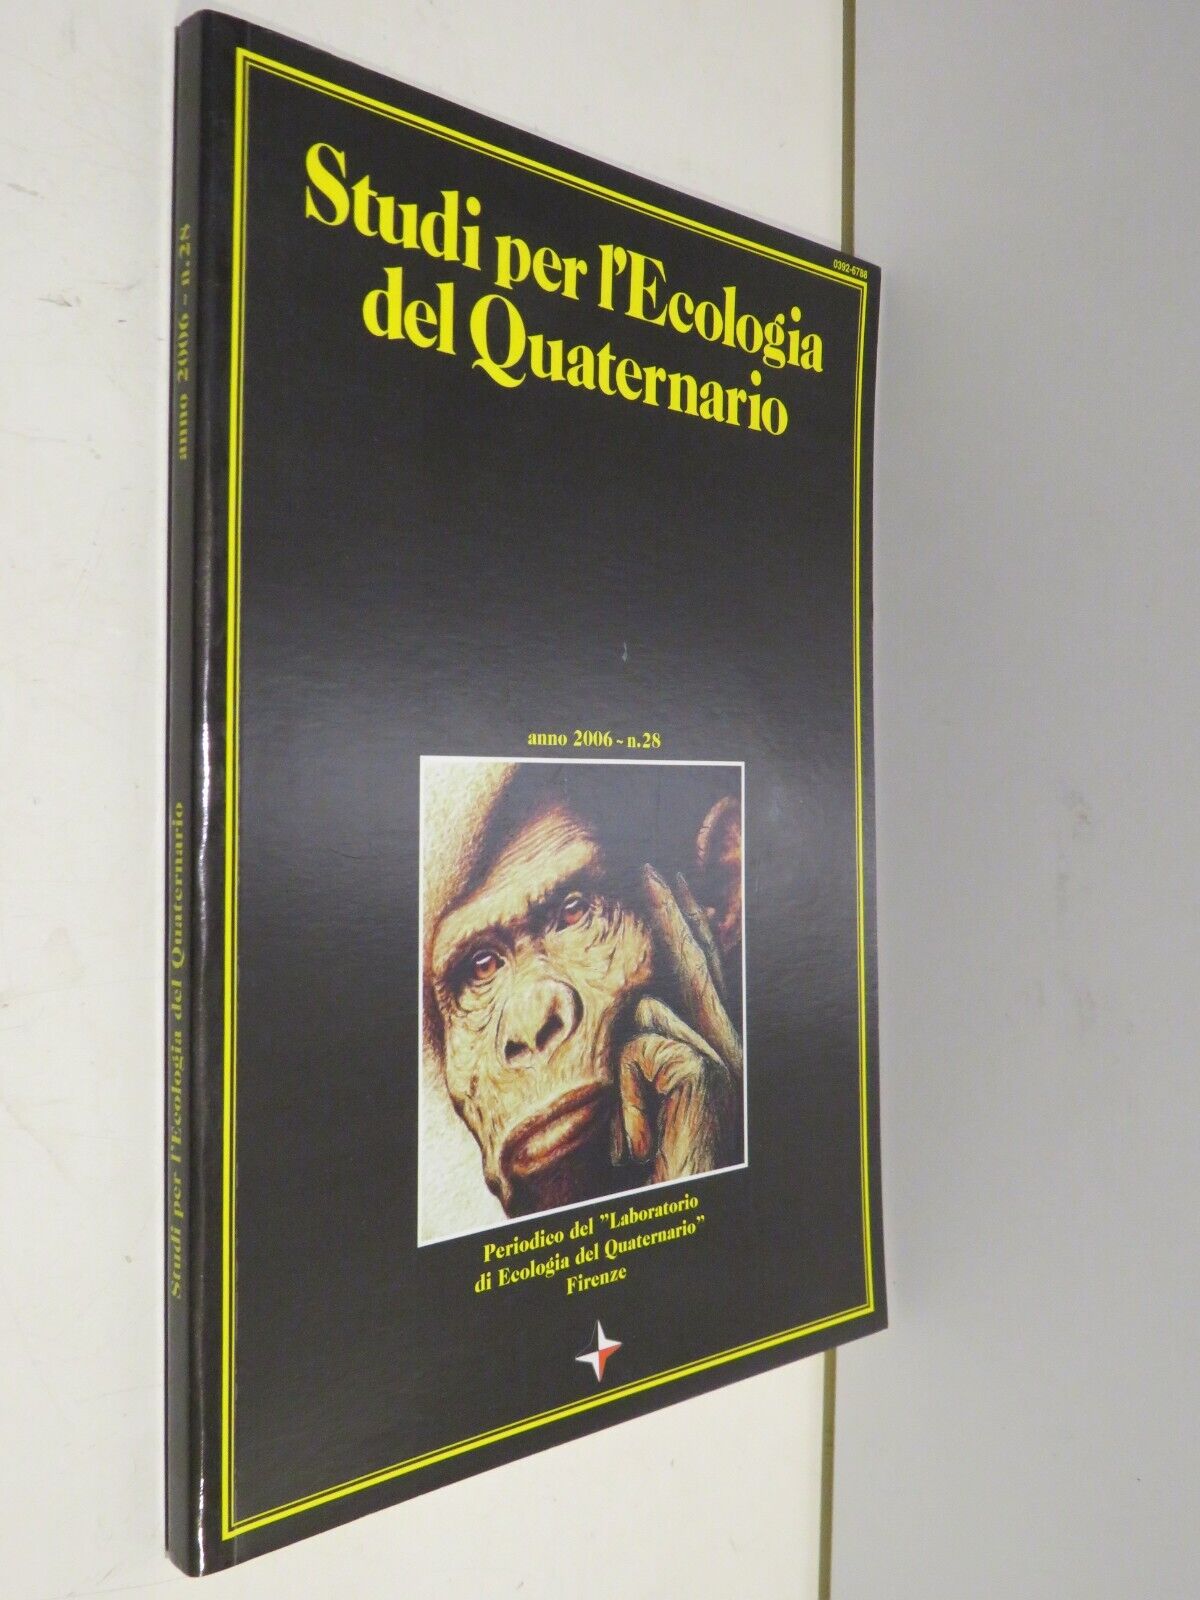 0392-6786
Studi per l'Ecologia
del Quaternario
anno 2006 ~ n.28
Periodico del "Laboratorio
di Ecologia del Quaternario"
Firenze
Studi per l'Ecologia del Quaternario anno 2006 ~ n.28